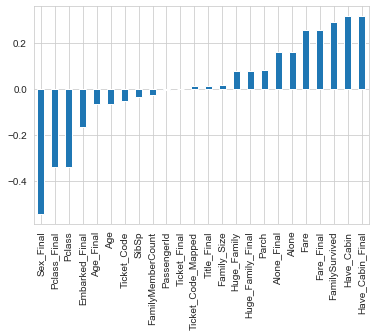 0.2
0.0
−0.2
−0.4
Sex_Final
Pclass_Final
Pclass
Embarked_Final
Age_Final
Age
Ticket_Code
SibSp
FamilyMemberCount
PassengerId
Ticket_Final
Ticket_Code_Mapped
Title_Final
Family_Size
Huge_Family
Huge_Family_Final
Parch
Alone_Final
Alone
Fare
Fare_Final
FamilySurvived
Have_Cabin
Have_Cabin_Final